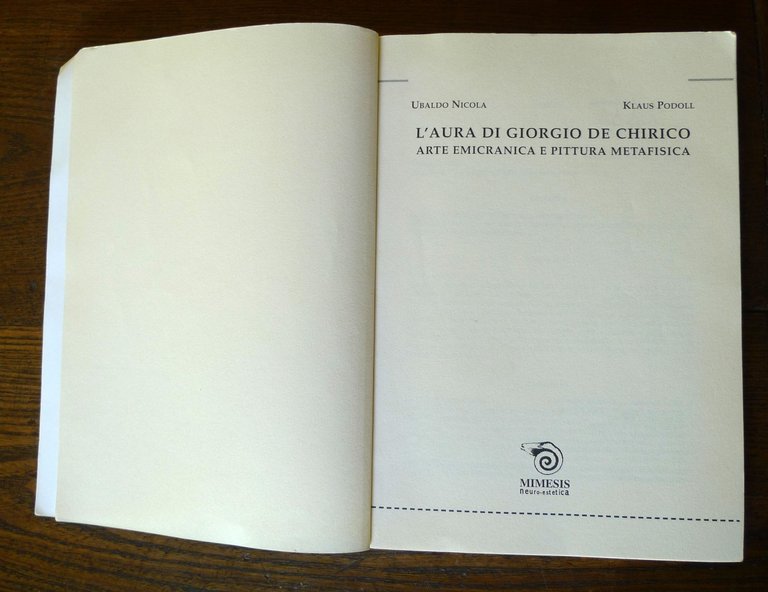 Ubaldo Nicola Klaus Podoll
L'AURA DI GIORGIO DE CHIRICO
ARTE EMICRANICA E PITTURA METAFISICA
MIMESIS
neuro-estetica